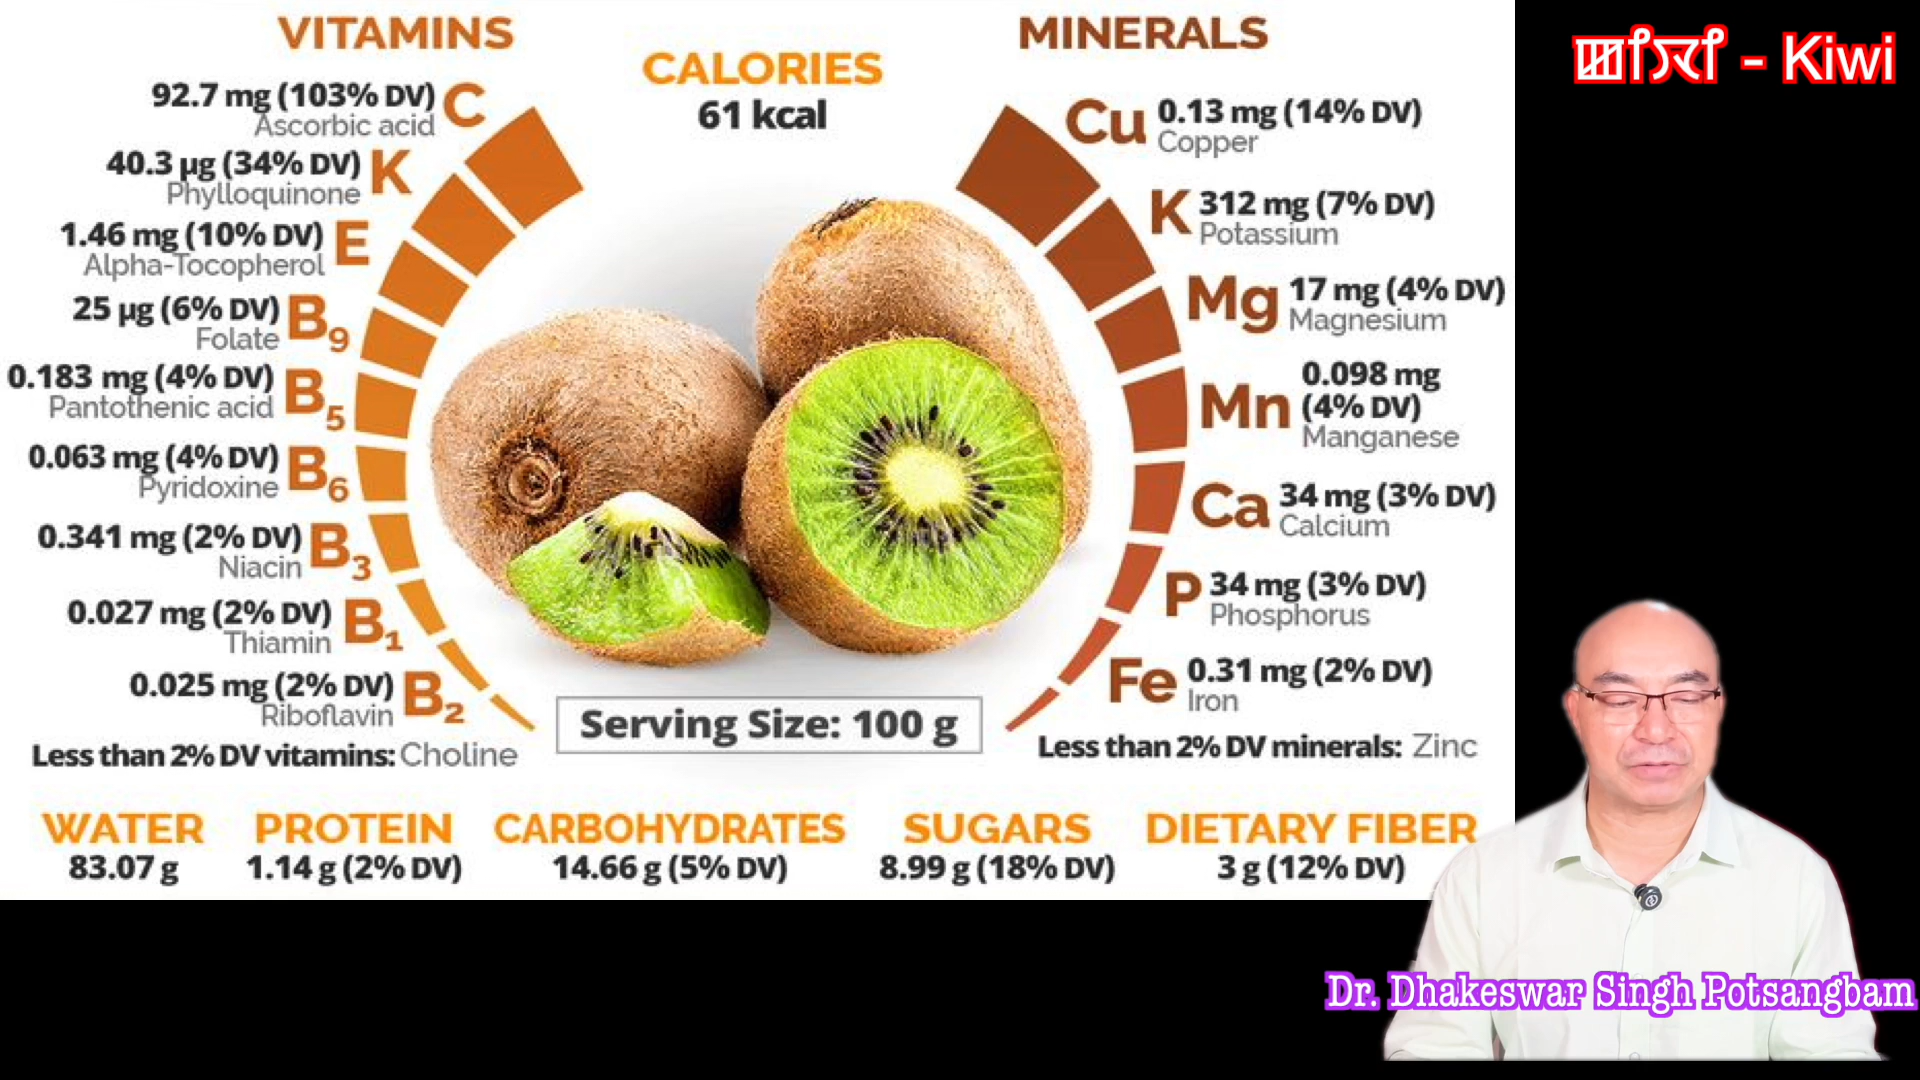 VITAMINS
92.7 mg (103% DV) C
Ascorbic acid
40.3 µg (34% DV) K
Phylloquinone
1.46 mg (10% DV) E
Alpha-Tocopherol
25 µg (6% DV) B9
Folate
0.183 mg (4% DV) B5
Pantothenic acid
0.063 mg (4% DV) B6
Pyridoxine
0.341 mg (2% DV) B3
Niacin
0.027 mg (2% DV) B1
Thiamin
0.025 mg (2% DV) B2
Riboflavin
Less than 2% DV vitamins: Choline
CALORIES
61 kcal
Serving Size: 100 g
MINERALS
Cu 0.13 mg (14% DV)
Copper
K 312 mg (7% DV)
Potassium
Mg 17 mg (4% DV)
Magnesium
Mn 0.098 mg
(4% DV)
Manganese
Ca 34 mg (3% DV)
Calcium
P 34 mg (3% DV)
Phosphorus
Fe 0.31 mg (2% DV)
Iron
Less than 2% DV minerals: Zinc
WATER
83.07 g
PROTEIN
1.14 g (2% DV)
CARBOHYDRATES
14.66 g (5% DV)
SUGARS
8.99 g (18% DV)
DIETARY FIBER
3 g (12% DV)
ꯀꯤꯋꯤ - Kiwi
Dr. Dhakeswar Singh Potsangbam